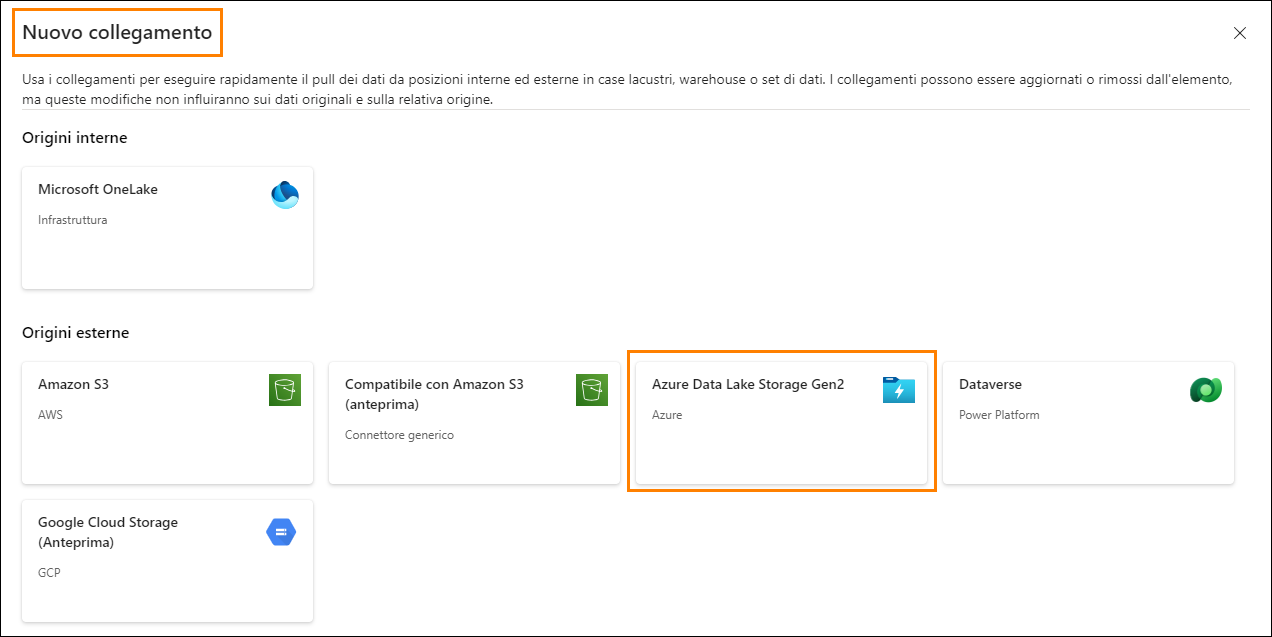 Nuovo collegamento
Usa i collegamenti per eseguire rapidamente il pull dei dati da posizioni interne ed esterne in case lacustri, warehouse o set di dati. I collegamenti possono essere aggiornati o rimossi dall'elemento,
ma queste modifiche non influiranno sui dati originali e sulla relativa origine.
Origini interne
Microsoft OneLake
Infrastruttura
Origini esterne
Amazon S3
AWS
Compatibile con Amazon S3
(anteprima)
Connettore generico
Azure Data Lake Storage Gen2
Azure
Dataverse
Power Platform
Google Cloud Storage
(Anteprima)
GCP